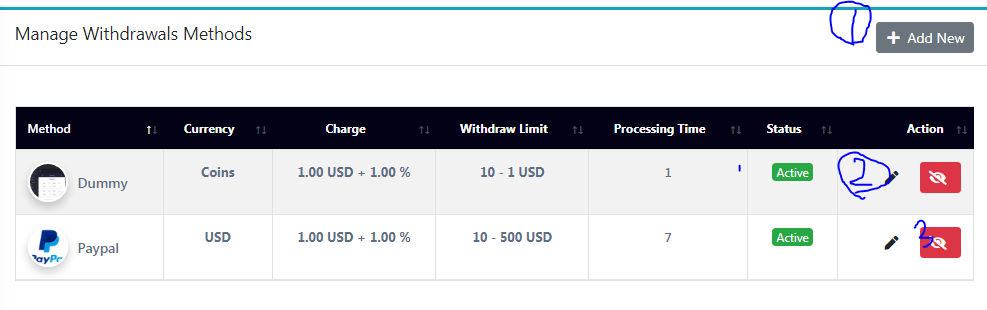 1
Manage Withdrawals Methods
+ Add New
Method Currency Charge Withdraw Limit Processing Time Status Action
Dummy Coins 1.00 USD + 1.00 % 10 - 1 USD 1 Active 2
PayPal Paypal USD 1.00 USD + 1.00 % 10 - 500 USD 7 Active 3